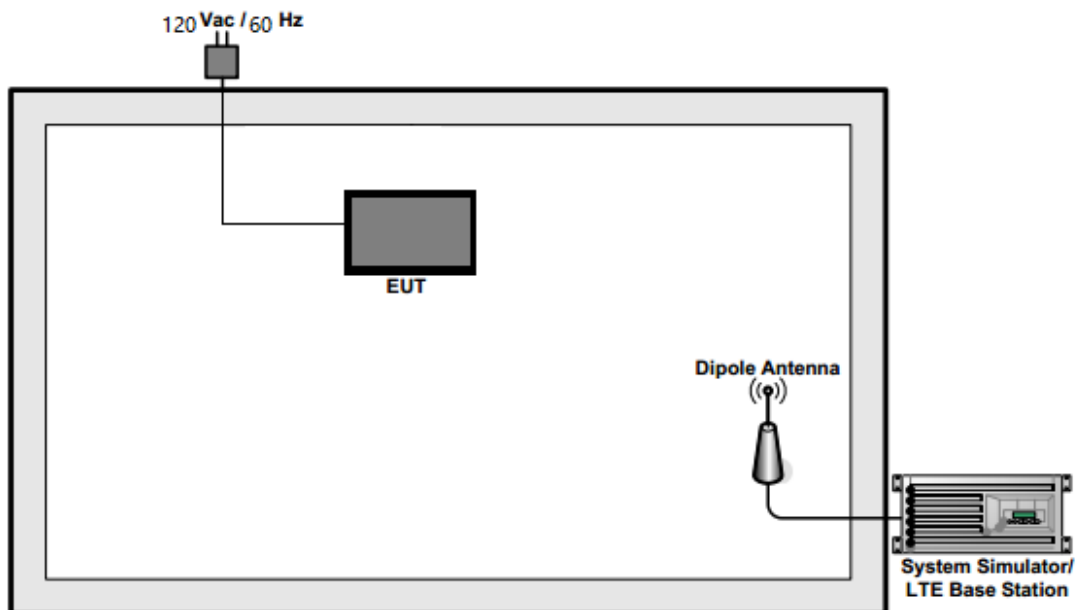 120 Vac / 60 Hz
EUT
Dipole Antenna
System Simulator/
LTE Base Station